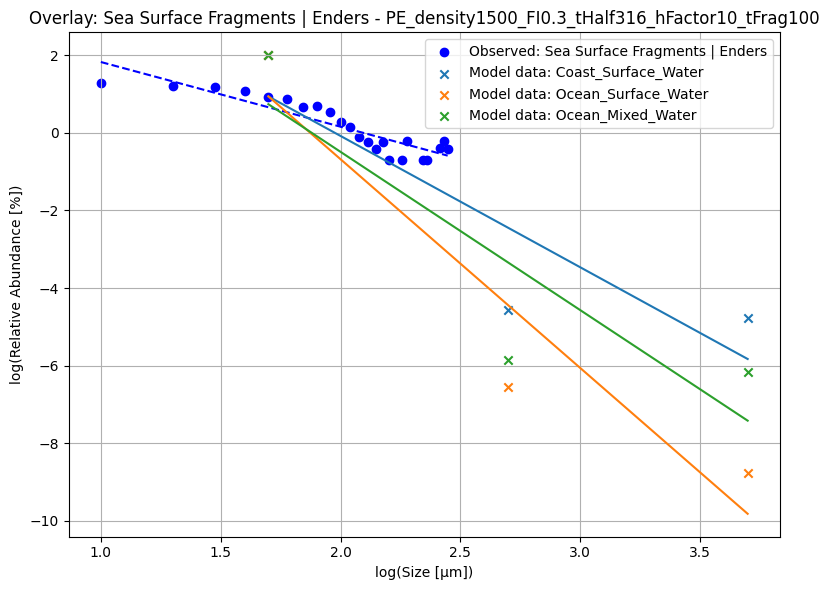 Overlay: Sea Surface Fragments | Enders - PE_density1500_FI0.3_tHalf316_hFactor10_tFrag100
Observed: Sea Surface Fragments | Enders
Model data: Coast_Surface_Water
Model data: Ocean_Surface_Water
Model data: Ocean_Mixed_Water
log(Relative Abundance [%])
2
0
−2
−4
−6
−8
−10
1.0
1.5
2.0
2.5
3.0
3.5
log(Size [µm])